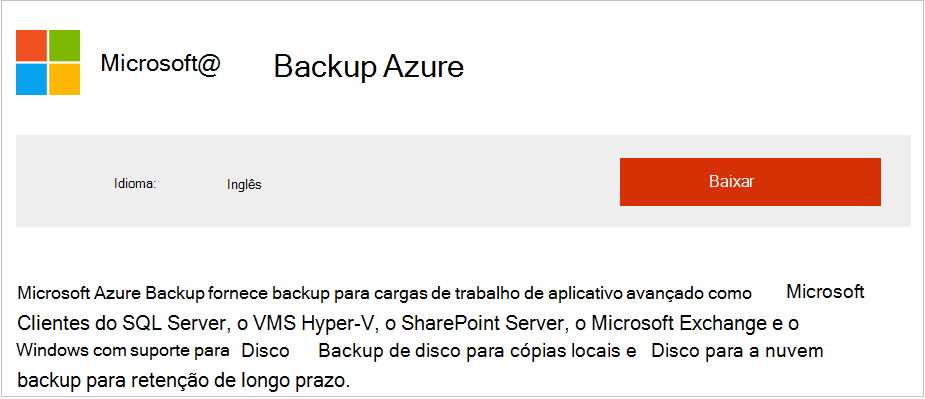 Microsoft@ Backup Azure
Idioma: Inglês Baixar
Microsoft Azure Backup fornece backup para cargas de trabalho de aplicativo avançado como Microsoft
Clientes do SQL Server, o VMS Hyper-V, o SharePoint Server, o Microsoft Exchange e o
Windows com suporte para Disco Backup de disco para cópias locais e Disco para a nuvem
backup para retenção de longo prazo.